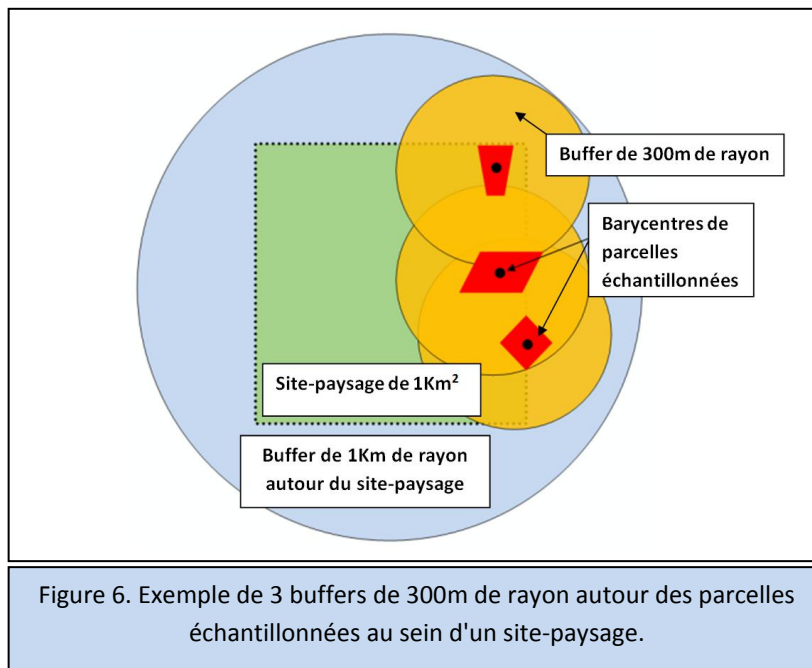 Buffer de 300m de rayon
Barycentres de
parcelles
échantillonnées
Site-paysage de 1Km²
Buffer de 1Km de rayon
autour du site-paysage
Figure 6. Exemple de 3 buffers de 300m de rayon autour des parcelles
échantillonnées au sein d'un site-paysage.